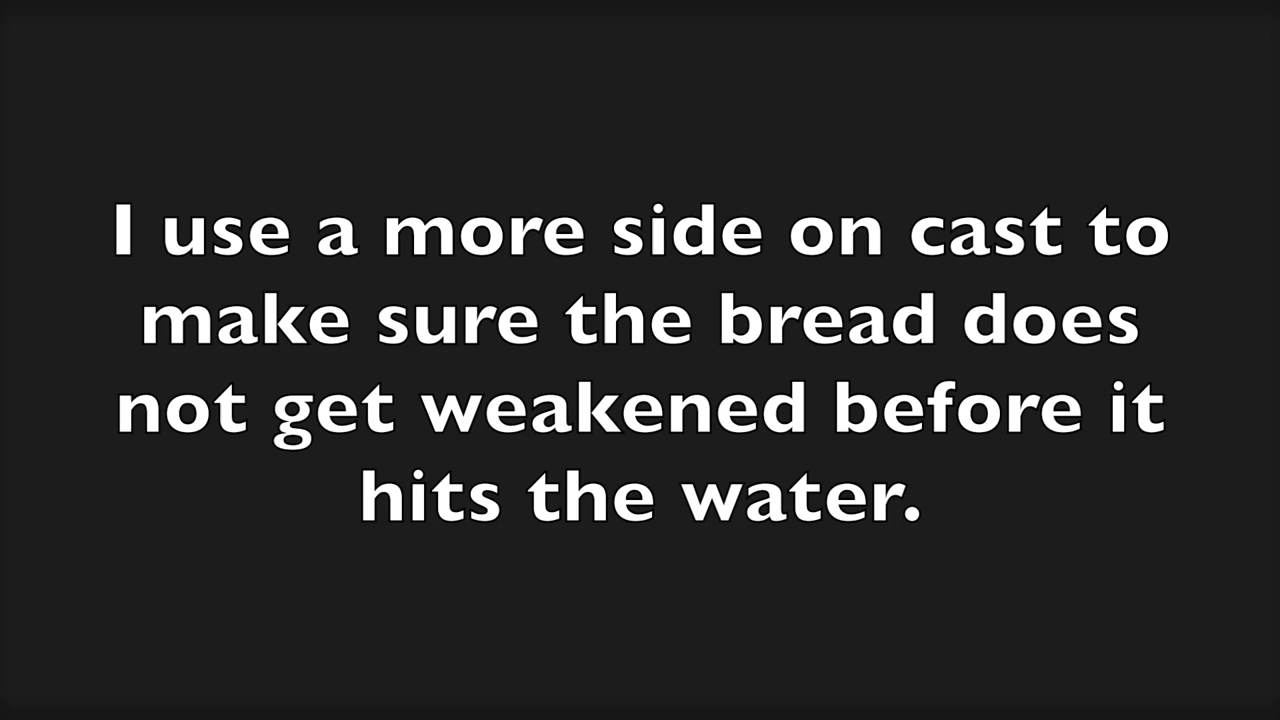 I use a more side on cast to
make sure the bread does
not get weakened before it
hits the water.